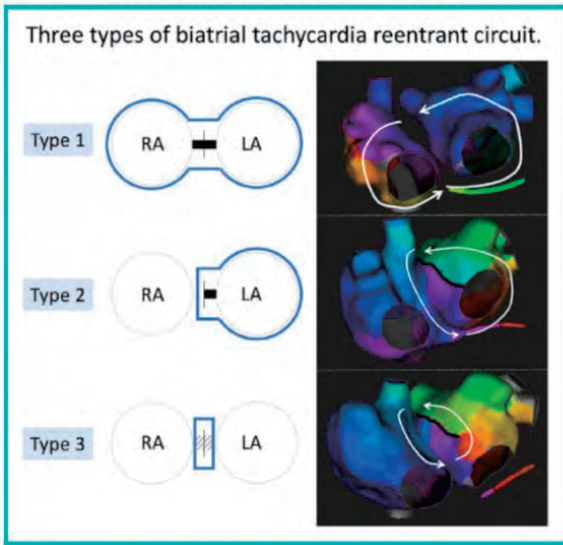 Three types of biatrial tachycardia reentrant circuit.
Type 1
RA
LA
Type 2
RA
LA
Type 3
RA
LA